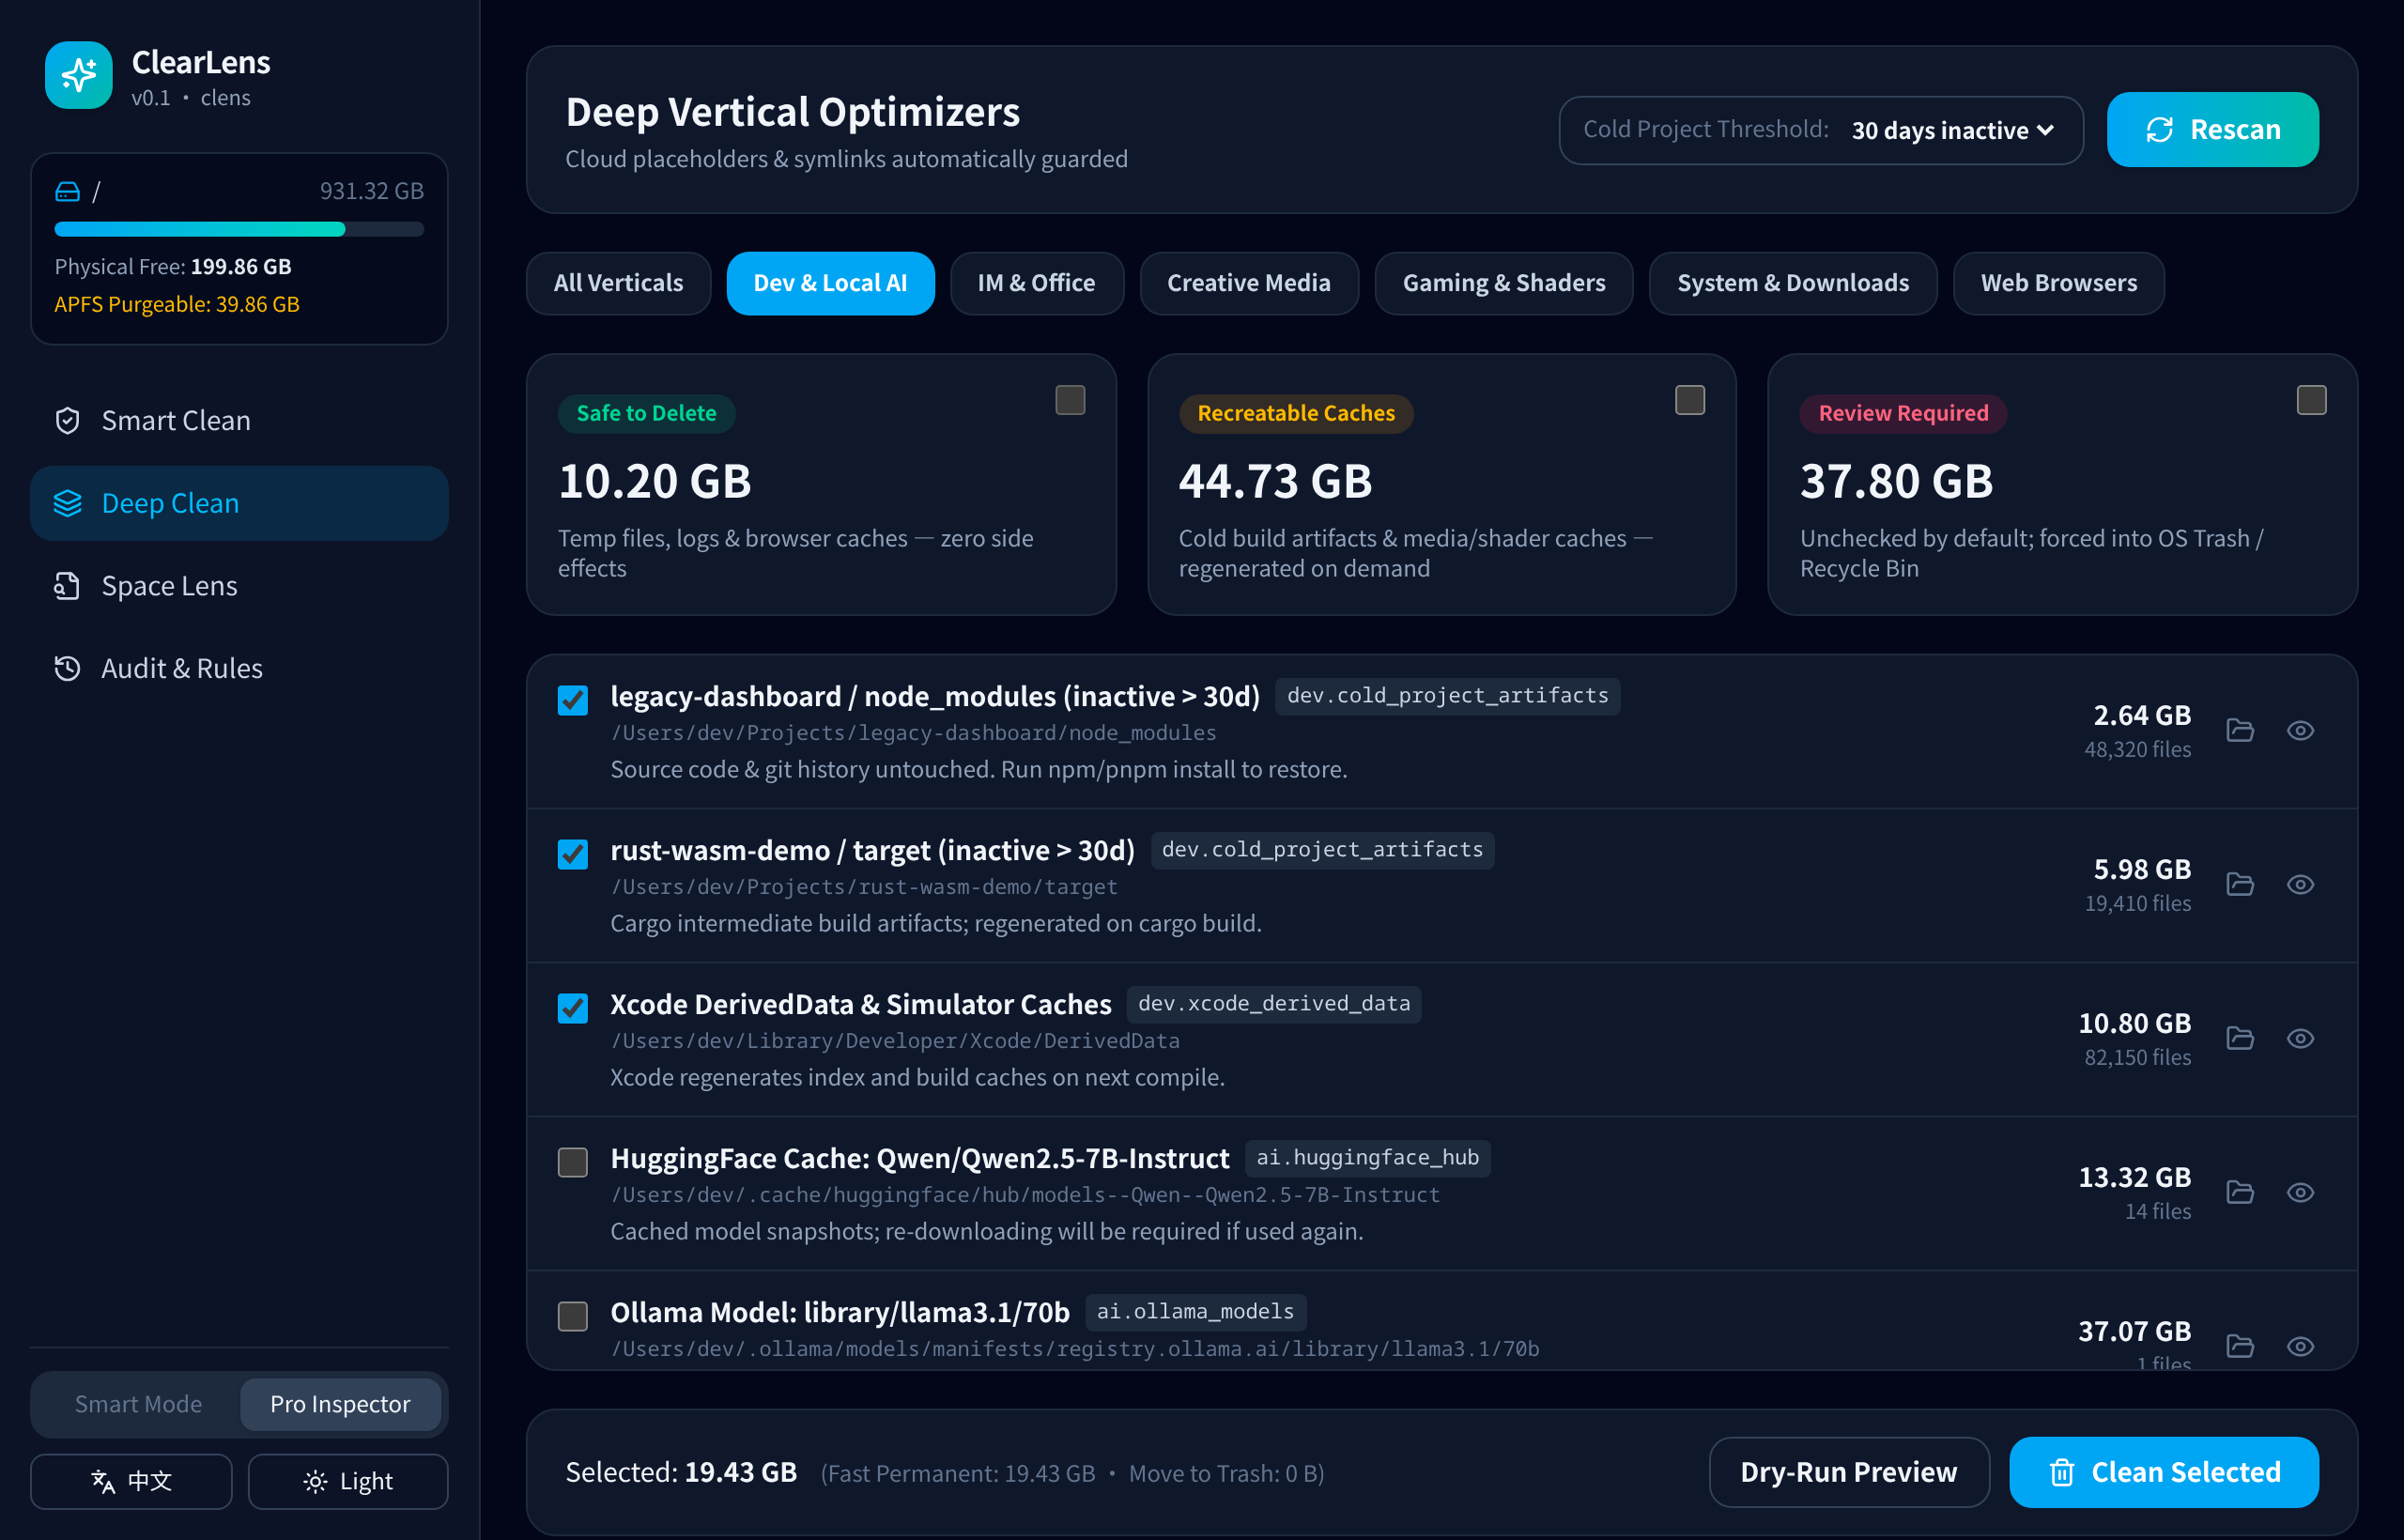 ClearLens
v0.1 • clens
/ 931.32 GB
Physical Free: 199.86 GB
APFS Purgeable: 39.86 GB
Smart Clean
Deep Clean
Space Lens
Audit & Rules
Smart Mode Pro Inspector
中文 Light
Deep Vertical Optimizers
Cloud placeholders & symlinks automatically guarded
Cold Project Threshold: 30 days inactive
Rescan
All Verticals Dev & Local AI IM & Office Creative Media Gaming & Shaders System & Downloads Web Browsers
Safe to Delete
10.20 GB
Temp files, logs & browser caches — zero side
effects
Recreatable Caches
44.73 GB
Cold build artifacts & media/shader caches —
regenerated on demand
Review Required
37.80 GB
Unchecked by default; forced into OS Trash /
Recycle Bin
legacy-dashboard / node_modules (inactive > 30d) dev.cold_project_artifacts
/Users/dev/Projects/legacy-dashboard/node_modules
Source code & git history untouched. Run npm/pnpm install to restore.
2.64 GB
48,320 files
rust-wasm-demo / target (inactive > 30d) dev.cold_project_artifacts
/Users/dev/Projects/rust-wasm-demo/target
Cargo intermediate build artifacts; regenerated on cargo build.
5.98 GB
19,410 files
Xcode DerivedData & Simulator Caches dev.xcode_derived_data
/Users/dev/Library/Developer/Xcode/DerivedData
Xcode regenerates index and build caches on next compile.
10.80 GB
82,150 files
HuggingFace Cache: Qwen/Qwen2.5-7B-Instruct ai.huggingface_hub
/Users/dev/.cache/huggingface/hub/models--Qwen--Qwen2.5-7B-Instruct
Cached model snapshots; re-downloading will be required if used again.
13.32 GB
14 files
Ollama Model: library/llama3.1/70b ai.ollama_models
/Users/dev/.ollama/models/manifests/registry.ollama.ai/library/llama3.1/70b
37.07 GB
1 files
Selected: 19.43 GB (Fast Permanent: 19.43 GB • Move to Trash: 0 B)
Dry-Run Preview
Clean Selected